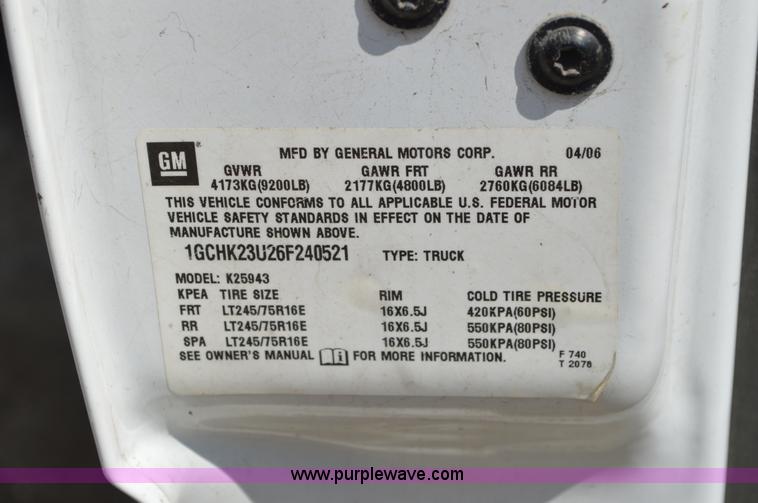 GM MFD BY GENERAL MOTORS CORP. 04/06
GVWR GAWR FRT GAWR RR
4173KG(9200LB) 2177KG(4800LB) 2760KG(6084LB)
THIS VEHICLE CONFORMS TO ALL APPLICABLE U.S. FEDERAL MOTOR
VEHICLE SAFETY STANDARDS IN EFFECT ON THE DATE OF
MANUFACTURE SHOWN ABOVE.
1GCHK23U26F240521 TYPE: TRUCK
MODEL: K25943
KPEA TIRE SIZE RIM COLD TIRE PRESSURE
FRT LT245/75R16E 16X6.5J 420KPA(60PSI)
RR LT245/75R16E 16X6.5J 550KPA(80PSI)
SPA LT245/75R16E 16X6.5J 550KPA(80PSI)
SEE OWNER'S MANUAL i FOR MORE INFORMATION.
F 740
T 2078
www.purplewave.com